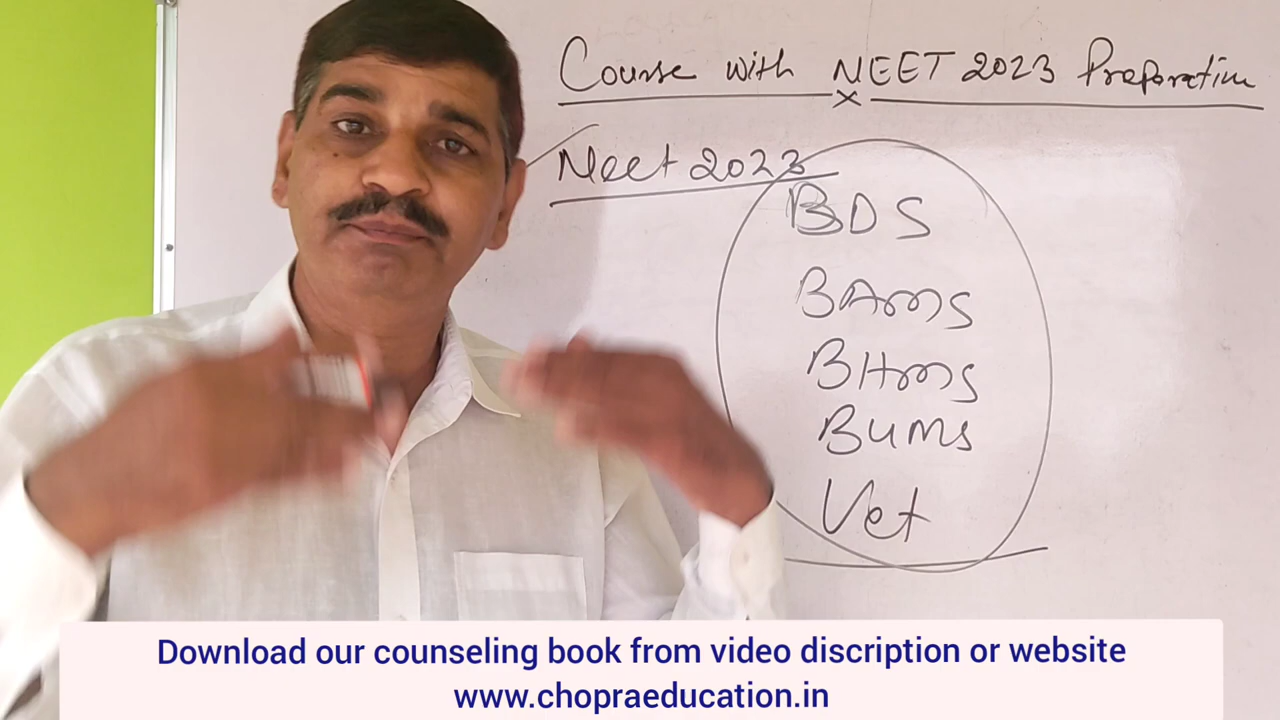 Course with NEET 2023 Preparation
Neet 2023
BDS
BAMS
BHMS
BUMS
Vet
Download our counseling book from video discription or website
www.chopraeducation.in